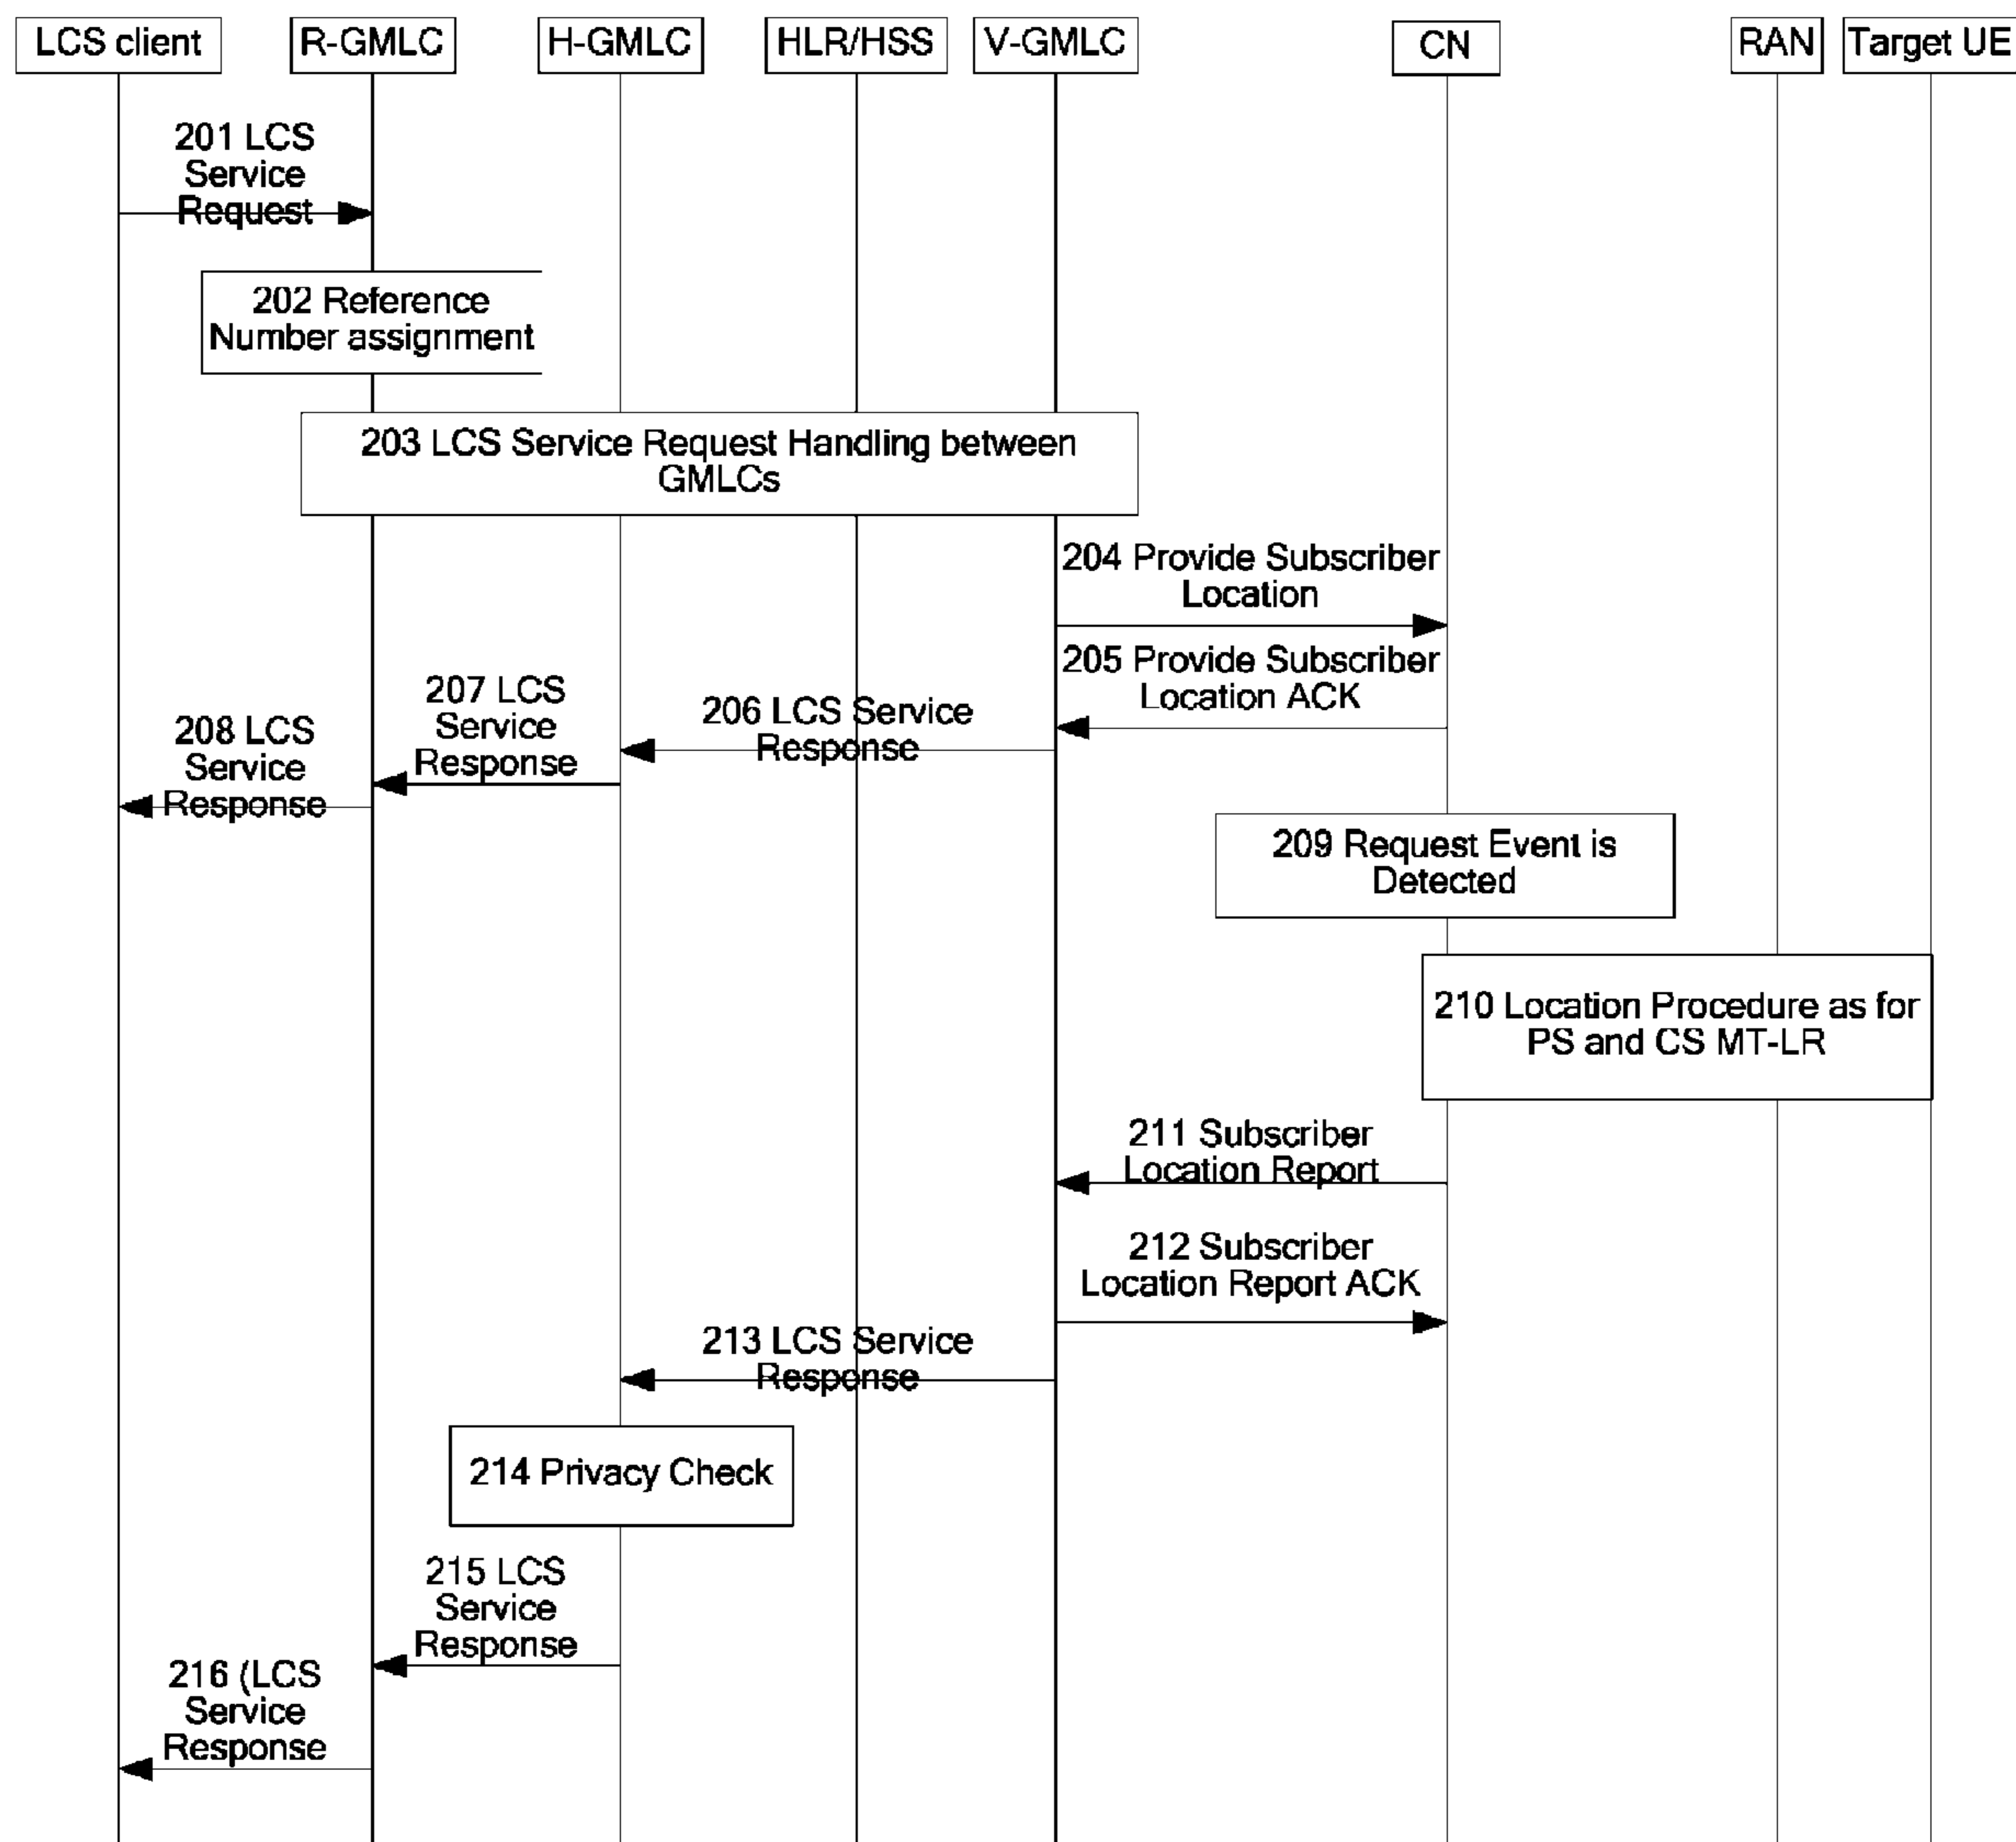 LCS client
R-GMLC
H-GMLC
HLR/HSS
V-GMLC
CN
RAN
Target UE
201 LCS
Service
Request
202 Reference
Number assignment
203 LCS Service Request Handling between
GMLCs
204 Provide Subscriber
Location
205 Provide Subscriber
Location ACK
206 LCS Service
Response
207 LCS
Service
Response
208 LCS
Service
Response
209 Request Event is
Detected
210 Location Procedure as for
PS and CS MT-LR
211 Subscriber
Location Report
212 Subscriber
Location Report ACK
213 LCS Service
Response
214 Privacy Check
215 LCS
Service
Response
216 (LCS
Service
Response